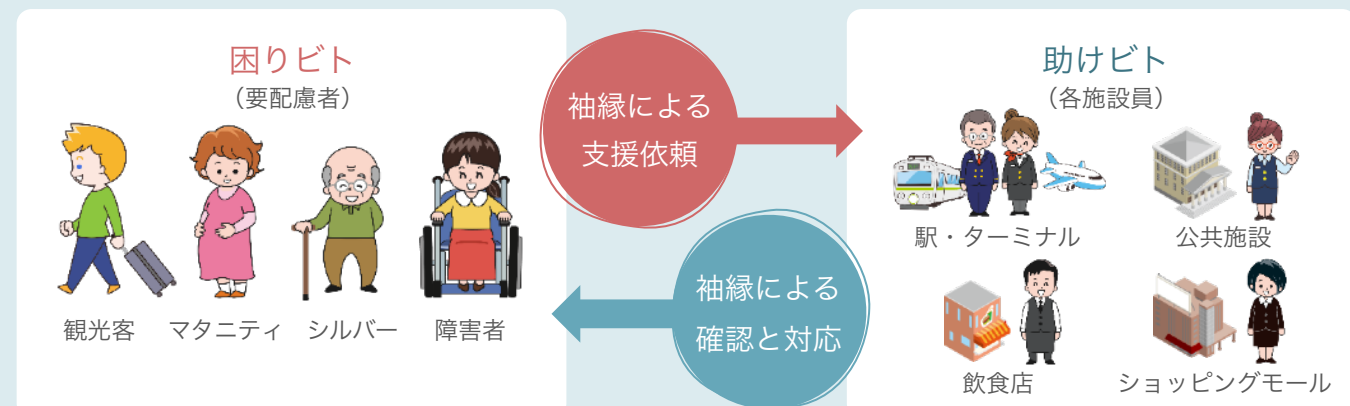 困りビト
（要配慮者）
観光客
マタニティ
シルバー
障害者
袖縁による
支援依頼
袖縁による
確認と対応
助けビト
（各施設員）
駅・ターミナル
公共施設
飲食店
ショッピングモール